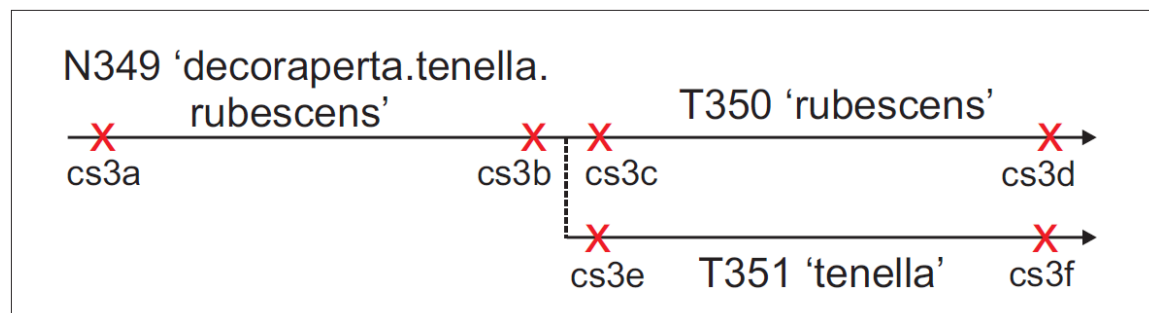 N349 ‘decoraperta.tenella.
rubescens’
T350 ‘rubescens’
X X X X
cs3a cs3b cs3c cs3d
X X
cs3e T351 ‘tenella’ cs3f